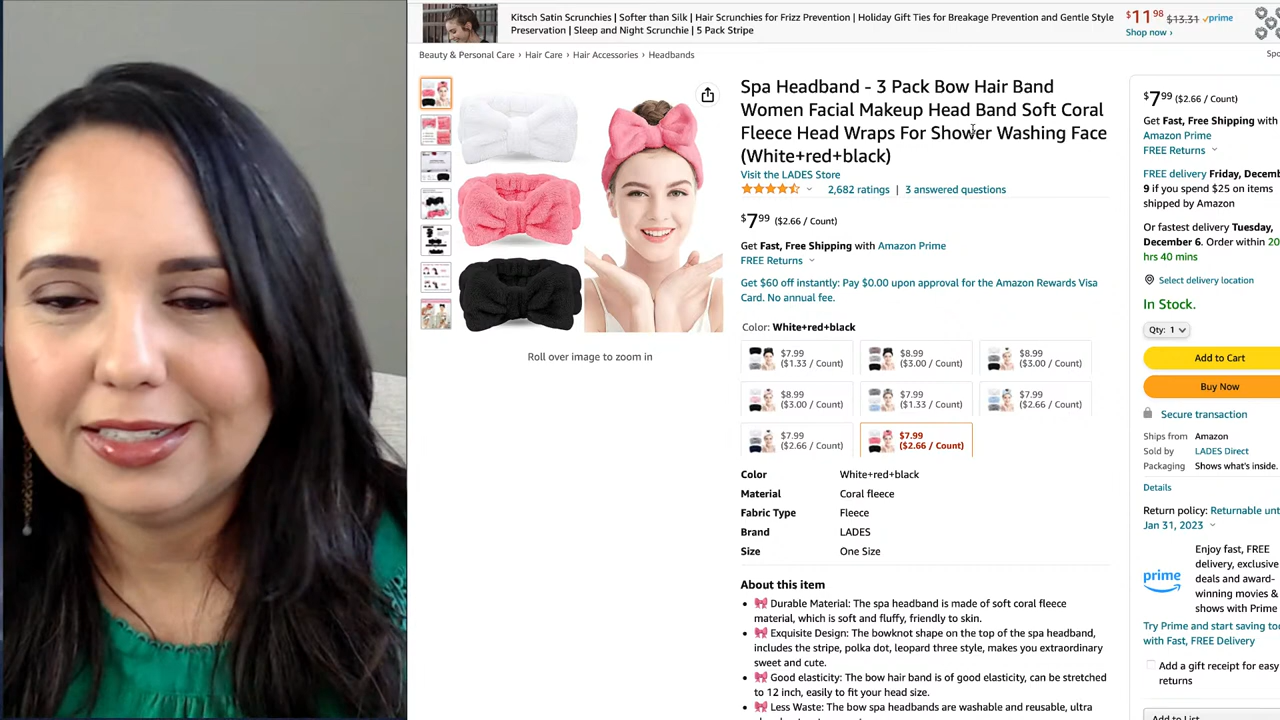 Kitsch Satin Scrunchies | Softer than Silk | Hair Scrunchies for Frizz Prevention | Holiday Gift Ties for Breakage Prevention and Gentle Style
Preservation | Sleep and Night Scrunchie | 5 Pack Stripe
$11.98 $13.31 prime
Shop now ›
Beauty & Personal Care › Hair Care › Hair Accessories › Headbands
Spo
Spa Headband - 3 Pack Bow Hair Band
Women Facial Makeup Head Band Soft Coral
Fleece Head Wraps For Shower Washing Face
(White+red+black)
Visit the LADES Store
2,682 ratings | 3 answered questions
$7.99 ($2.66 / Count)
Get Fast, Free Shipping with Amazon Prime
FREE Returns
Get $60 off instantly: Pay $0.00 upon approval for the Amazon Rewards Visa
Card. No annual fee.
Color: White+red+black
$7.99 ($1.33 / Count)
$8.99 ($3.00 / Count)
$8.99 ($3.00 / Count)
$8.99 ($3.00 / Count)
$7.99 ($1.33 / Count)
$7.99 ($2.66 / Count)
$7.99 ($2.66 / Count)
$7.99 ($2.66 / Count)
Roll over image to zoom in
Color White+red+black
Material Coral fleece
Fabric Type Fleece
Brand LADES
Size One Size
About this item
Durable Material: The spa headband is made of soft coral fleece
material, which is soft and fluffy, friendly to skin.
Exquisite Design: The bowknot shape on the top of the spa headband,
includes the stripe, polka dot, leopard three style, makes you extraordinary
sweet and cute.
Good elasticity: The bow hair band is of good elasticity, can be stretched
to 12 inch, easily to fit your head size.
Less Waste: The bow spa headbands are washable and reusable, ultra
$7.99 ($2.66 / Count)
Get Fast, Free Shipping with
Amazon Prime
FREE Returns
FREE delivery Friday, Decemb
9 if you spend $25 on items
shipped by Amazon
Or fastest delivery Tuesday,
December 6. Order within 20
hrs 40 mins
Select delivery location
In Stock.
Qty: 1
Add to Cart
Buy Now
Secure transaction
Ships from Amazon
Sold by LADES Direct
Packaging Shows what's inside.
Details
Return policy: Returnable unt
Jan 31, 2023
prime
Enjoy fast, FREE
delivery, exclusive
deals and award-
winning movies &
shows with Prime
Try Prime and start saving to
with Fast, FREE Delivery
Add a gift receipt for easy
returns
Add to List